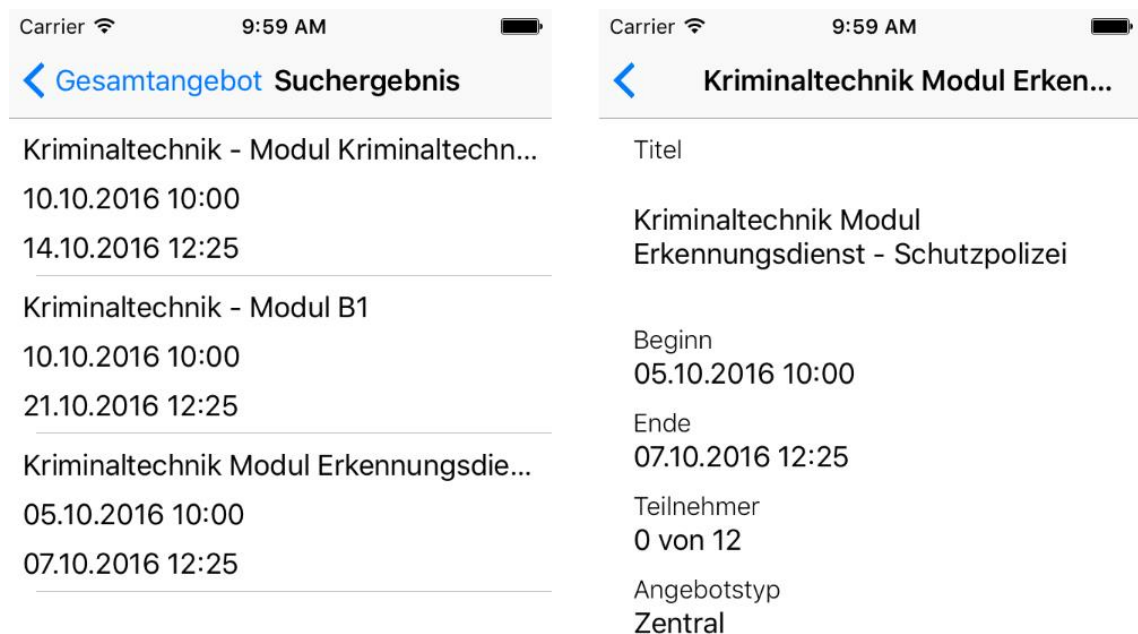 Carrier 9:59 AM
Gesamtangebot Suchergebnis
Kriminaltechnik - Modul Kriminaltechn...
10.10.2016 10:00
14.10.2016 12:25
Kriminaltechnik - Modul B1
10.10.2016 10:00
21.10.2016 12:25
Kriminaltechnik Modul Erkennungsdie...
05.10.2016 10:00
07.10.2016 12:25
Carrier 9:59 AM
Kriminaltechnik Modul Erken...
Titel
Kriminaltechnik Modul
Erkennungsdienst - Schutzpolizei
Beginn
05.10.2016 10:00
Ende
07.10.2016 12:25
Teilnehmer
0 von 12
Angebotstyp
Zentral